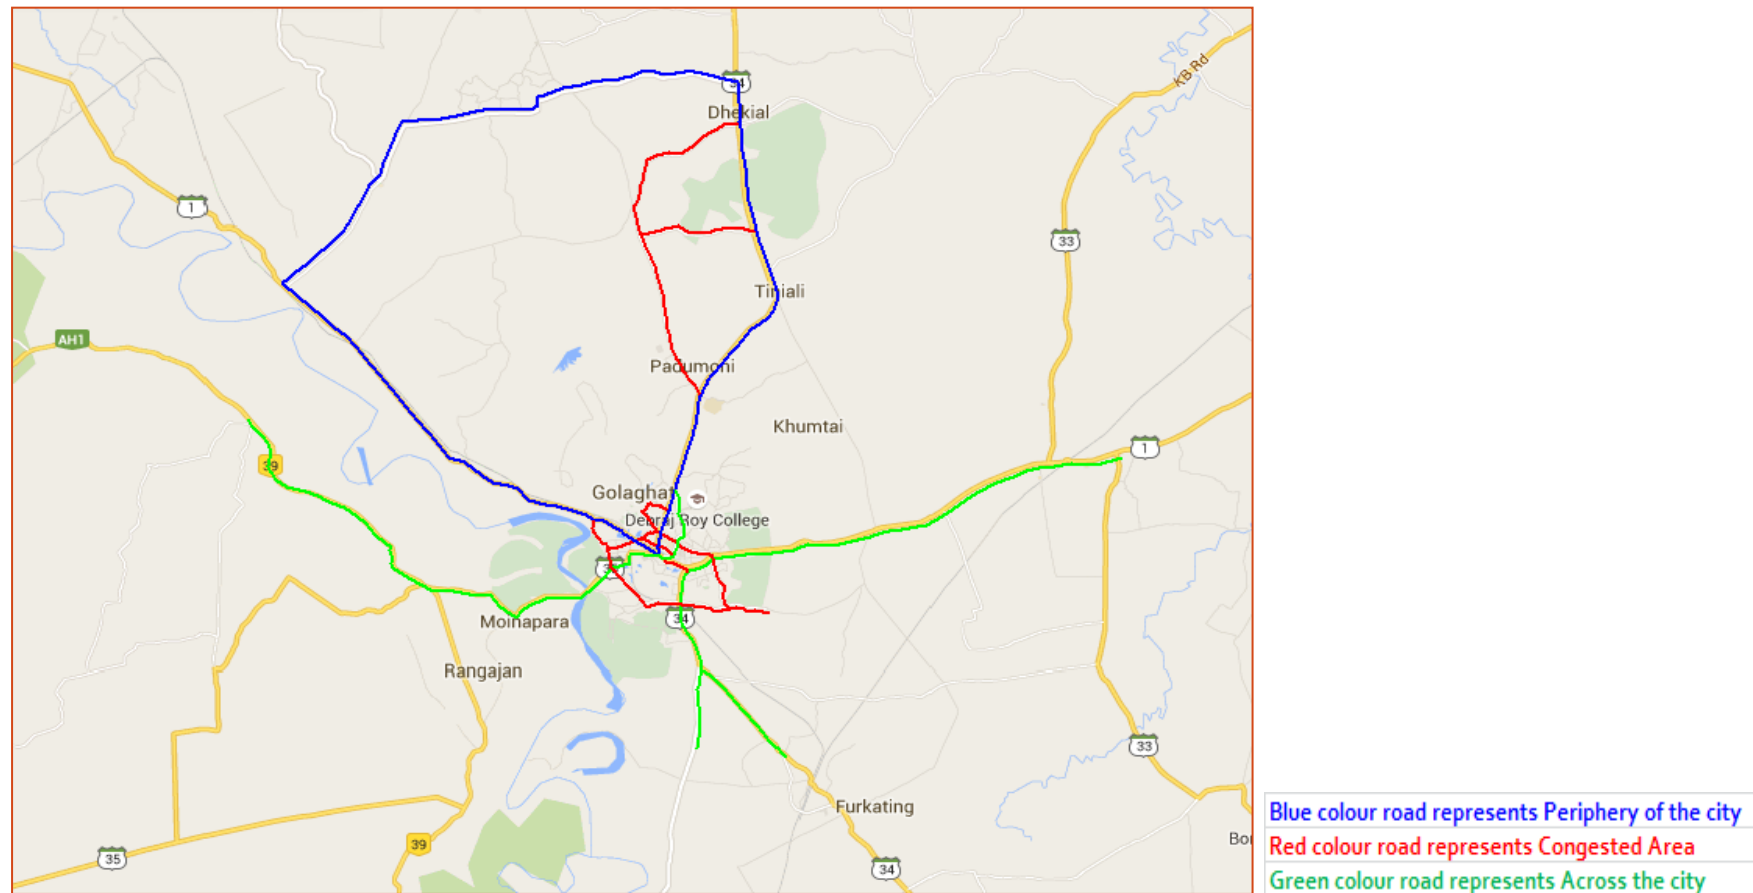 34
KB Rd
Dhekial
1
33
Tiniali
AH1
Padumoni
Khumtai
1
39
Golaghat
Debraj Roy College
34
Moinapara
Rangajan
33
Furkating
Blue colour road represents Periphery of the city
Bo
39
Red colour road represents Congested Area
35
34
Green colour road represents Across the city